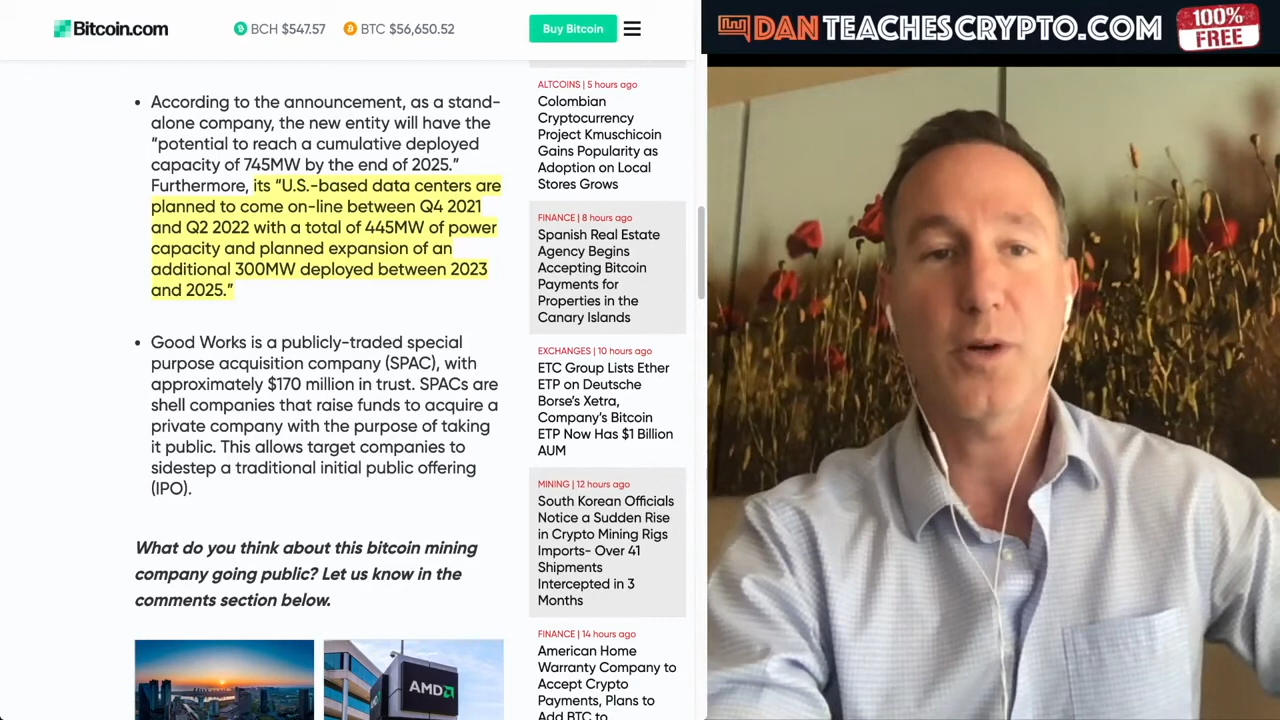 Bitcoin.com
BCH $547.57
BTC $56,650.52
Buy Bitcoin
DANTEACHESCRYPTO.COM
100%
FREE
• According to the announcement, as a stand-
alone company, the new entity will have the
“potential to reach a cumulative deployed
capacity of 745MW by the end of 2025.”
Furthermore, its “U.S.-based data centers are
planned to come on-line between Q4 2021
and Q2 2022 with a total of 445MW of power
capacity and planned expansion of an
additional 300MW deployed between 2023
and 2025.”
• Good Works is a publicly-traded special
purpose acquisition company (SPAC), with
approximately $170 million in trust. SPACs are
shell companies that raise funds to acquire a
private company with the purpose of taking
it public. This allows target companies to
sidestep a traditional initial public offering
(IPO).
What do you think about this bitcoin mining
company going public? Let us know in the
comments section below.
AMD
ALTCOINS | 5 hours ago
Colombian
Cryptocurrency
Project Kmuschicoin
Gains Popularity as
Adoption on Local
Stores Grows
FINANCE | 8 hours ago
Spanish Real Estate
Agency Begins
Accepting Bitcoin
Payments for
Properties in the
Canary Islands
EXCHANGES | 10 hours ago
ETC Group Lists Ether
ETP on Deutsche
Borse’s Xetra,
Company’s Bitcoin
ETP Now Has $1 Billion
AUM
MINING | 12 hours ago
South Korean Officials
Notice a Sudden Rise
in Crypto Mining Rigs
Imports- Over 41
Shipments
Intercepted in 3
Months
FINANCE | 14 hours ago
American Home
Warranty Company to
Accept Crypto
Payments, Plans to
Add BTC to